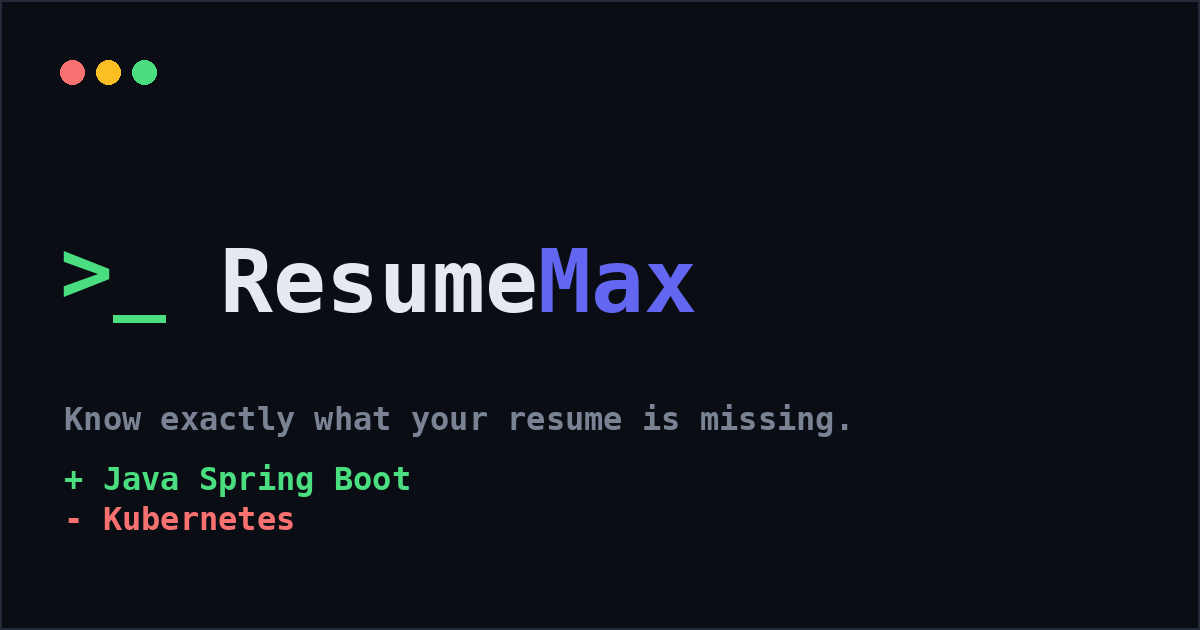 >_ ResumeMax
Know exactly what your resume is missing.
+ Java Spring Boot
- Kubernetes